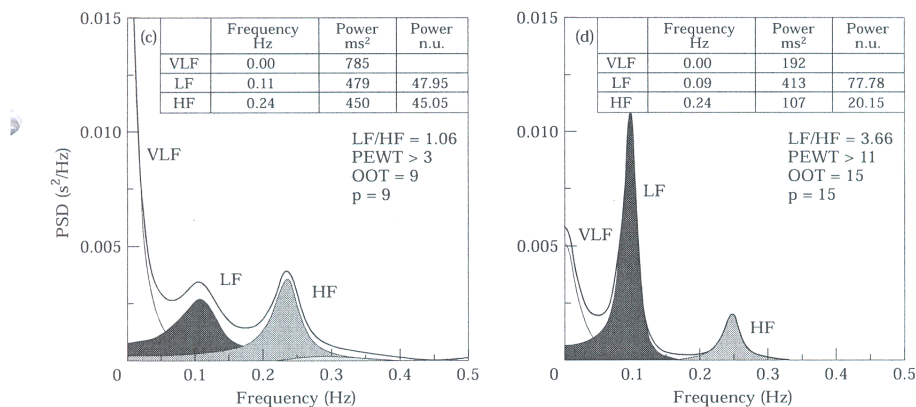 (c)
Frequency Hz Power ms² Power n.u.
VLF 0.00 785
LF 0.11 479 47.95
HF 0.24 450 45.05
LF/HF = 1.06
PEWT > 3
OOT = 9
p = 9
VLF
LF
HF
PSD (s²/Hz)
0.015
0.010
0.005
0 0.1 0.2 0.3 0.4 0.5
Frequency (Hz)
(d)
Frequency Hz Power ms² Power n.u.
VLF 0.00 192
LF 0.09 413 77.78
HF 0.24 107 20.15
LF/HF = 3.66
PEWT > 11
OOT = 15
p = 15
VLF
LF
HF
0.015
0.010
0.005
0 0.1 0.2 0.3 0.4 0.5
Frequency (Hz)